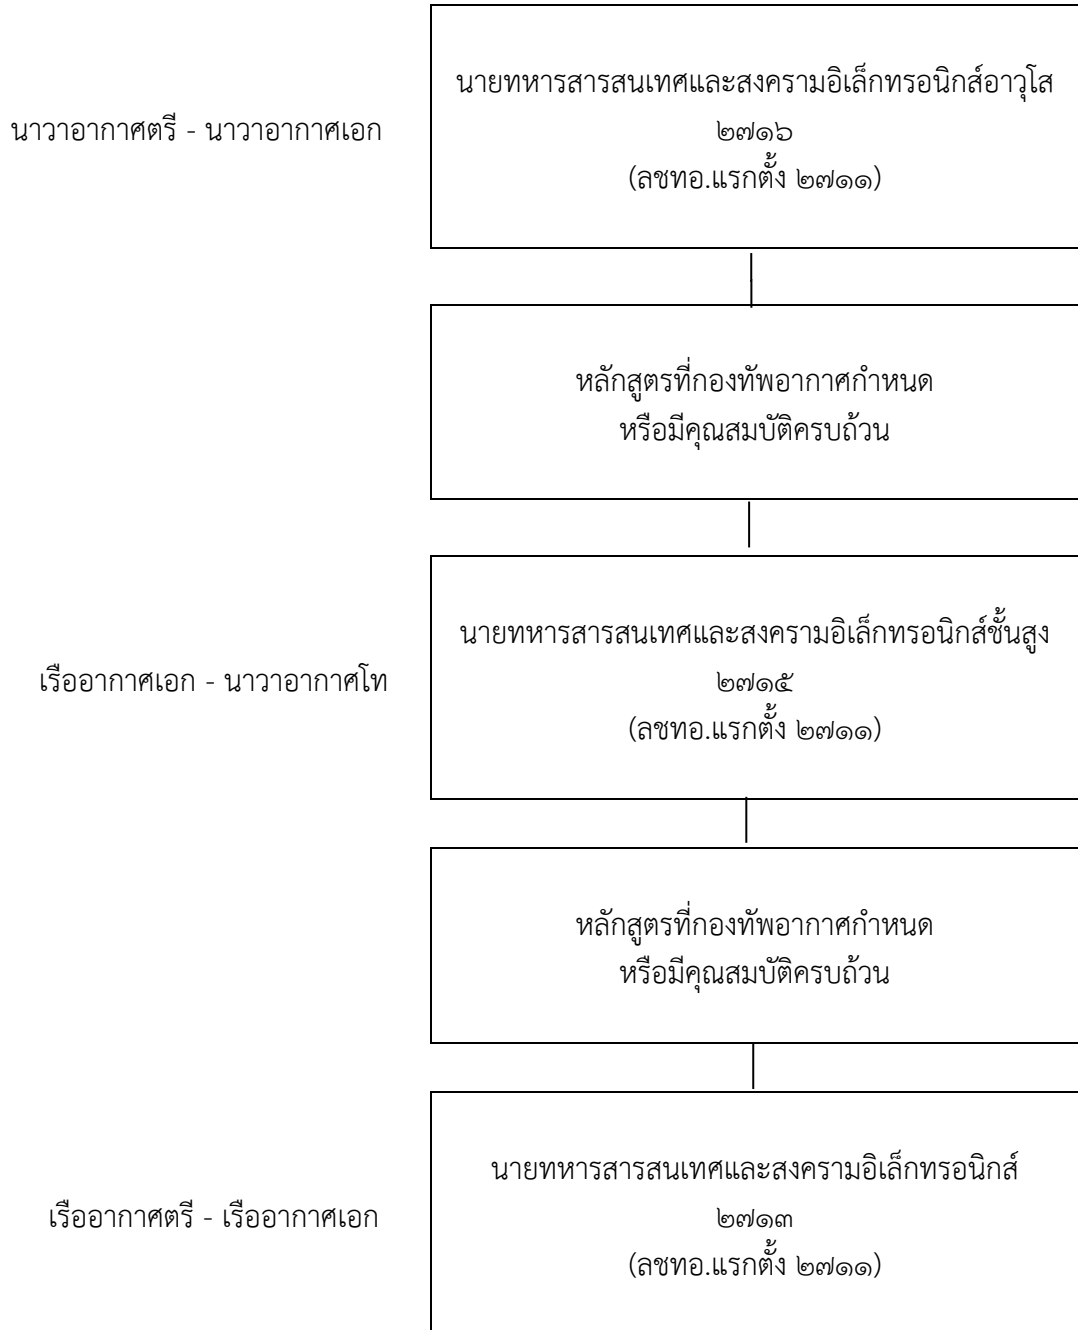 นายทหารสารสนเทศและสงครามอิเล็กทรอนิกส์อาวุโส
นาวาอากาศตรี - นาวาอากาศเอก
๒๗๑๖
(ลชทอ.แรกตั้ง ๒๗๑๑)
หลักสูตรที่กองทัพอากาศกำหนด
หรือมีคุณสมบัติครบถ้วน
นายทหารสารสนเทศและสงครามอิเล็กทรอนิกส์ชั้นสูง
เรืออากาศเอก - นาวาอากาศโท
๒๗๑๕
(ลชทอ.แรกตั้ง ๒๗๑๑)
หลักสูตรที่กองทัพอากาศกำหนด
หรือมีคุณสมบัติครบถ้วน
นายทหารสารสนเทศและสงครามอิเล็กทรอนิกส์
เรืออากาศตรี - เรืออากาศเอก
๒๗๑๓
(ลชทอ.แรกตั้ง ๒๗๑๑)